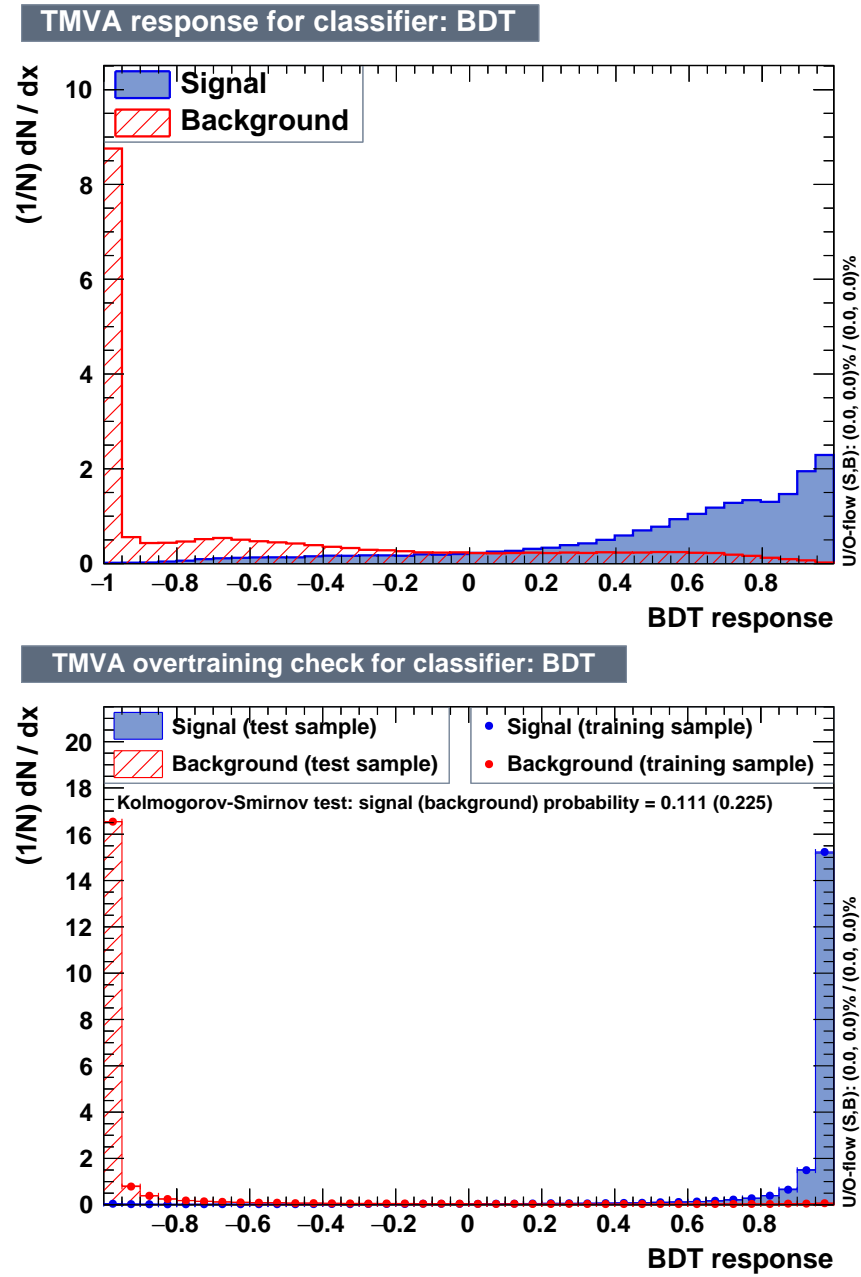 TMVA response for classifier: BDT
(1/N) dN / dx
10
8
6
4
2
0
Signal
Background
−1
−0.8
−0.6
−0.4
−0.2
0
0.2
0.4
0.6
0.8
BDT response
U/O-flow (S,B): (0.0, 0.0)% / (0.0, 0.0)%
TMVA overtraining check for classifier: BDT
(1/N) dN / dx
20
18
16
14
12
10
8
6
4
2
0
Signal (test sample)
Background (test sample)
Signal (training sample)
Background (training sample)
Kolmogorov-Smirnov test: signal (background) probability = 0.111 (0.225)
−0.8
−0.6
−0.4
−0.2
0
0.2
0.4
0.6
0.8
BDT response
U/O-flow (S,B): (0.0, 0.0)% / (0.0, 0.0)%